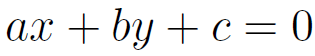 ax + by + c = 0